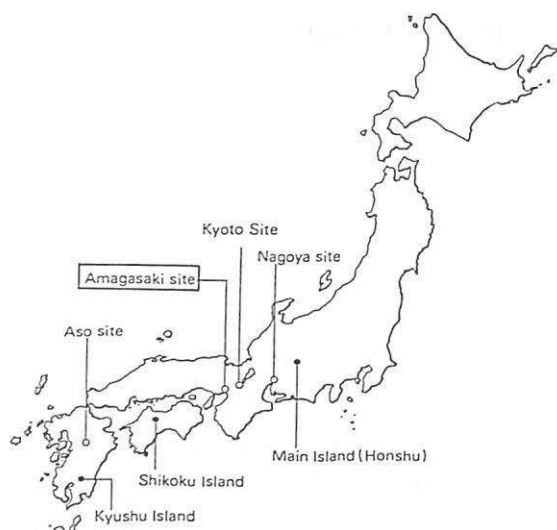 Kyoto Site
Nagoya site
Amagasaki site
Aso site
Main Island (Honshu)
Shikoku Island
Kyushu Island